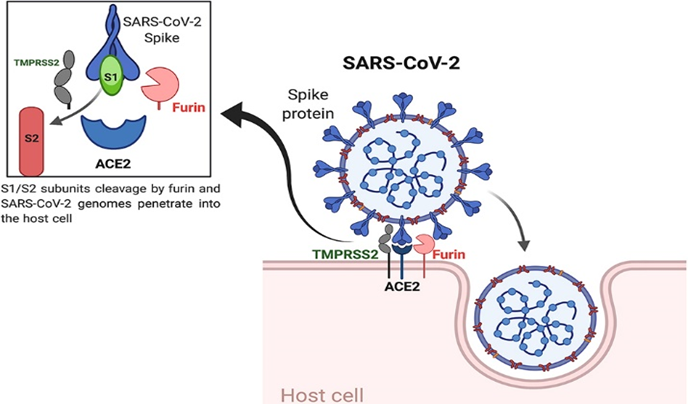 SARS-CoV-2
Spike
TMPRSS2
S1
Furin
S2
ACE2
S1/S2 subunits cleavage by furin and
SARS-CoV-2 genomes penetrate into
the host cell
SARS-CoV-2
Spike
protein
TMPRSS2
Furin
ACE2
Host cell